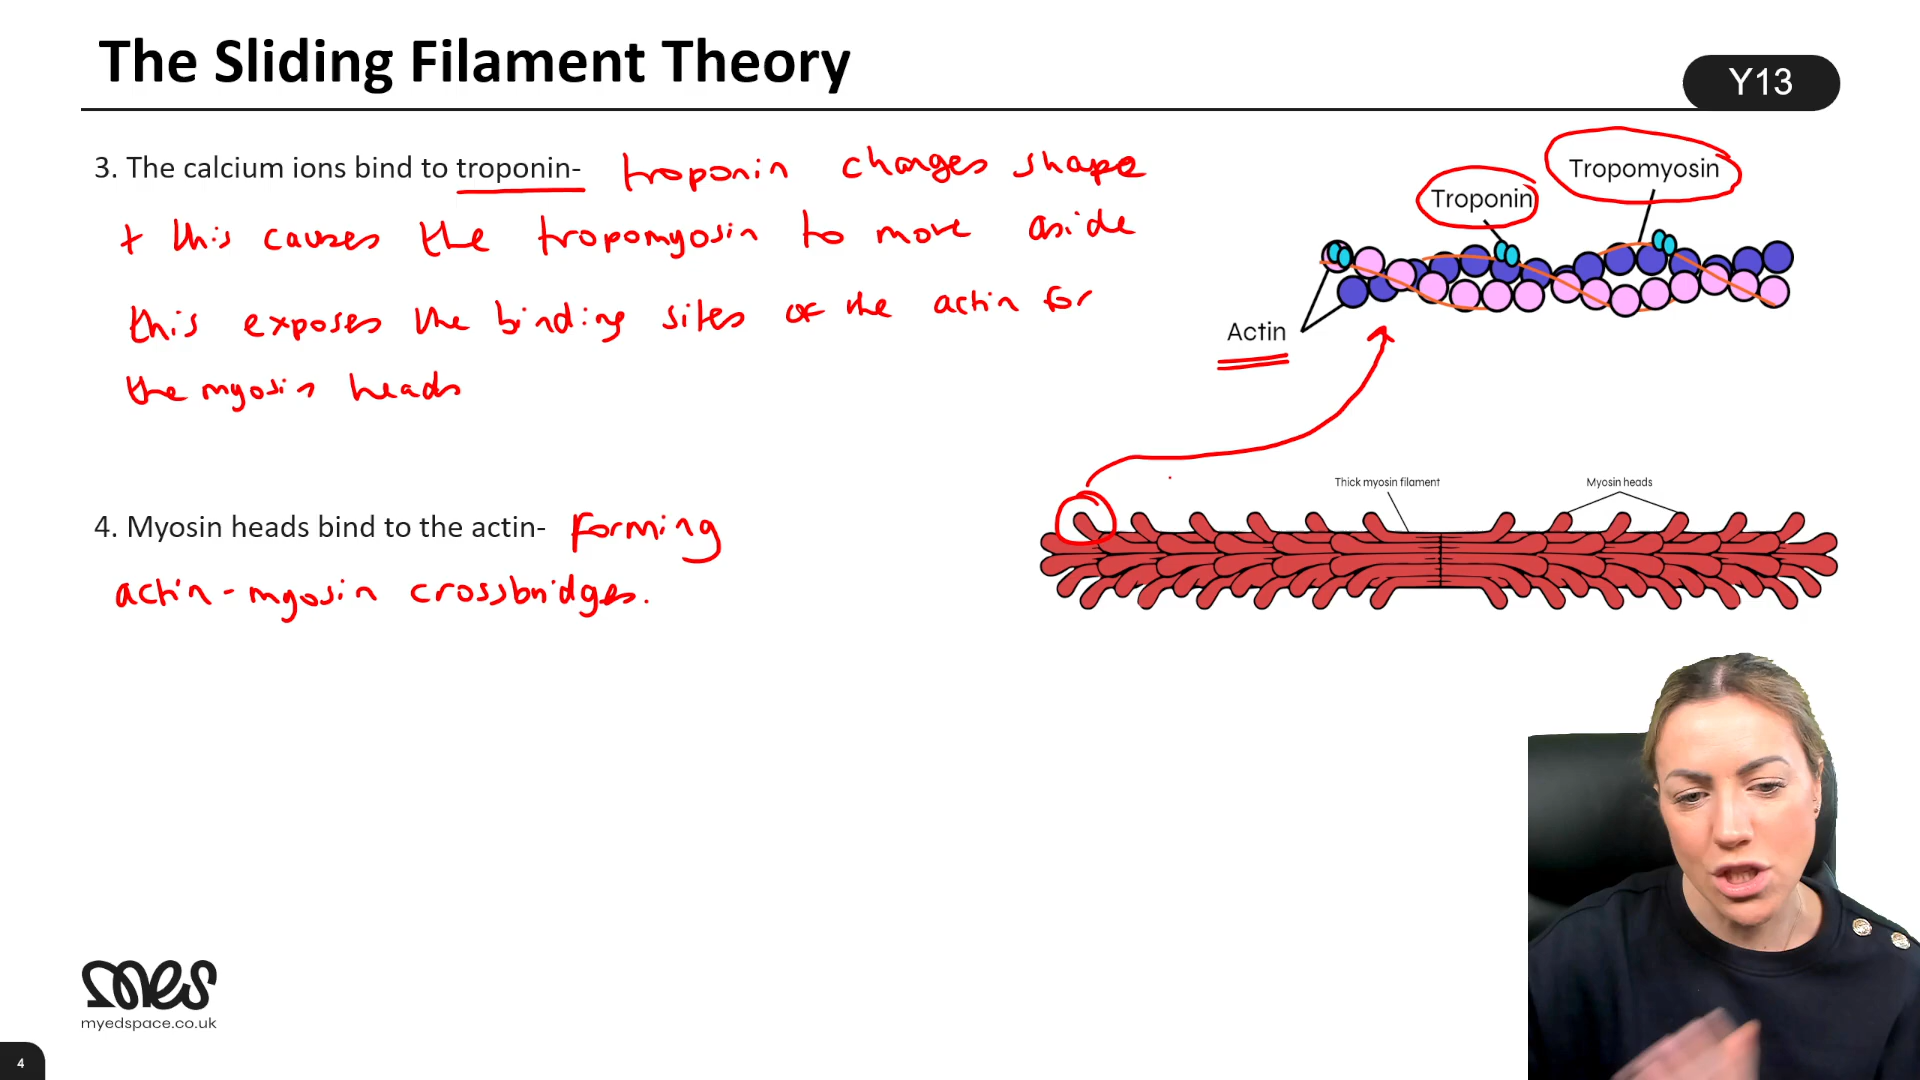 The Sliding Filament Theory
Y13
3. The calcium ions bind to troponin- troponin changes shape
+ this causes the tropomyosin to move aside
this exposes the binding sites of the actin for
the myosin heads
Tropomyosin
Troponin
Actin
Thick myosin filament
Myosin heads
4. Myosin heads bind to the actin- forming
actin-myosin crossbridges.
mes
myedspace.co.uk
4